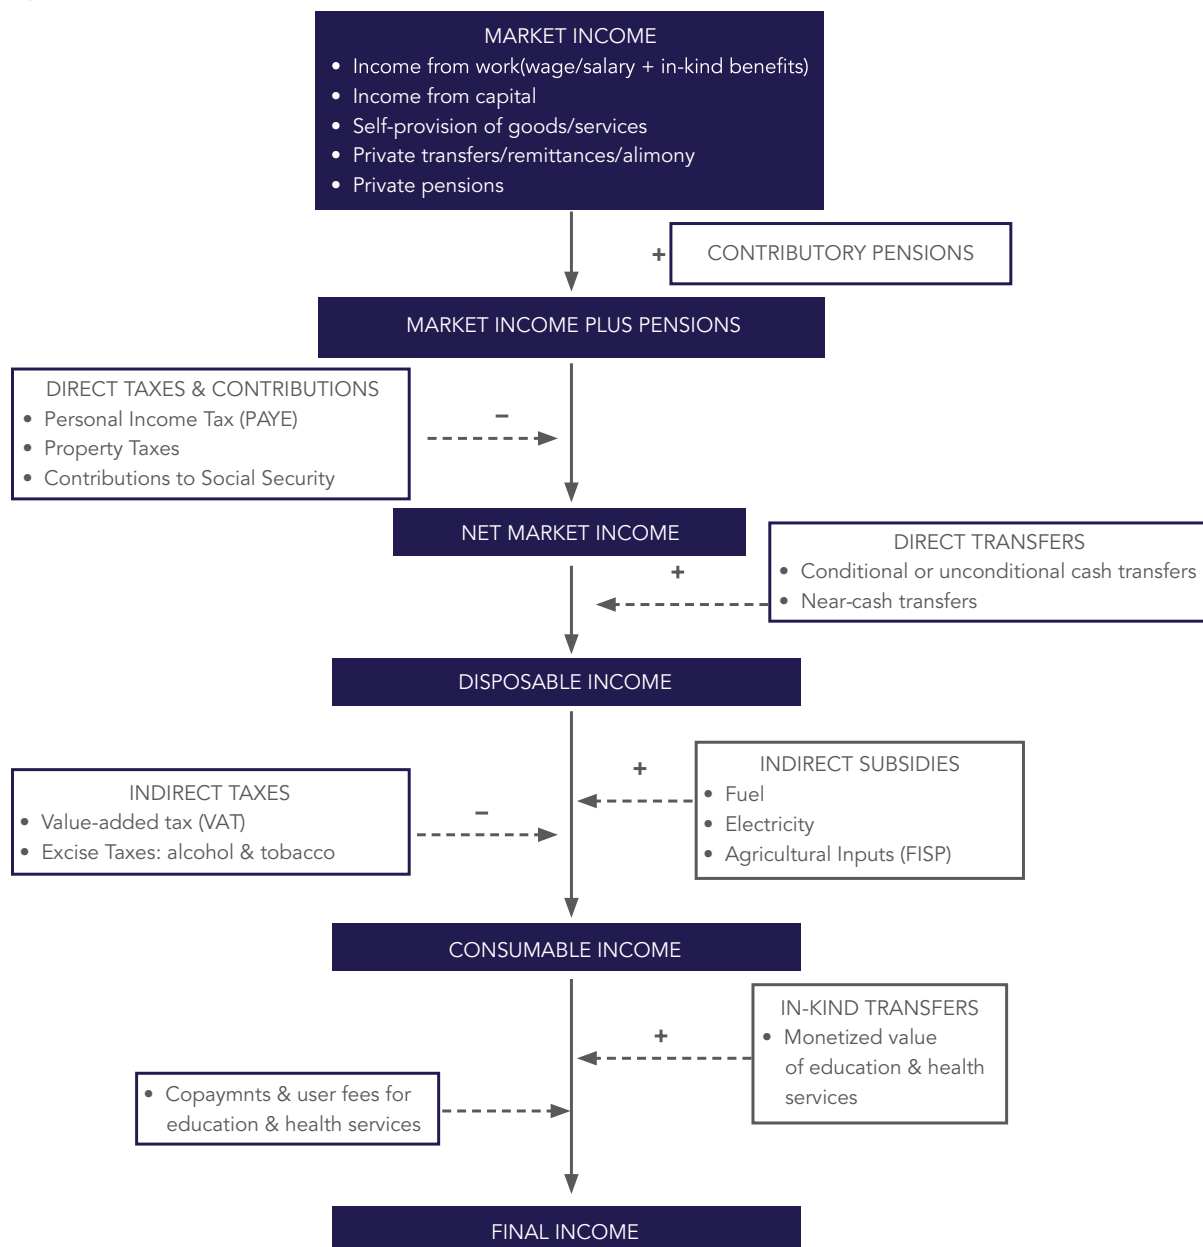 MARKET INCOME
• Income from work(wage/salary + in-kind benefits)
• Income from capital
• Self-provision of goods/services
• Private transfers/remittances/alimony
• Private pensions
+
CONTRIBUTORY PENSIONS
MARKET INCOME PLUS PENSIONS
DIRECT TAXES & CONTRIBUTIONS
• Personal Income Tax (PAYE)
• Property Taxes
• Contributions to Social Security
–
NET MARKET INCOME
DIRECT TRANSFERS
• Conditional or unconditional cash transfers
• Near-cash transfers
+
DISPOSABLE INCOME
INDIRECT TAXES
• Value-added tax (VAT)
• Excise Taxes: alcohol & tobacco
–
+
INDIRECT SUBSIDIES
• Fuel
• Electricity
• Agricultural Inputs (FISP)
CONSUMABLE INCOME
IN-KIND TRANSFERS
• Monetized value
of education & health
services
+
• Copaymnts & user fees for
education & health services
FINAL INCOME